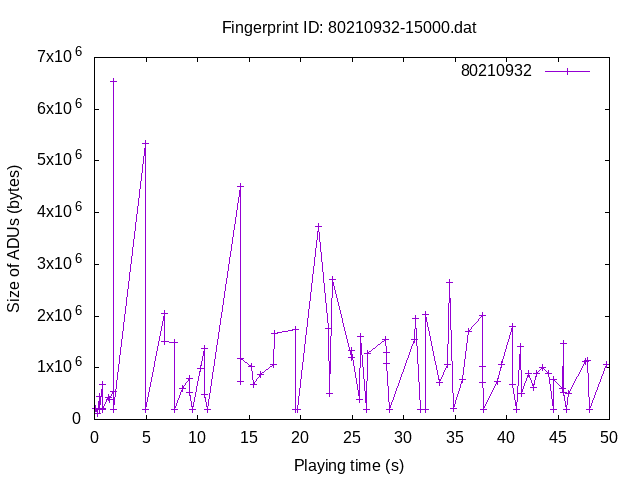 Fingerprint ID: 80210932-15000.dat
80210932
7x10^6
6x10^6
5x10^6
4x10^6
3x10^6
2x10^6
1x10^6
0
Size of ADUs (bytes)
0 5 10 15 20 25 30 35 40 45 50
Playing time (s)